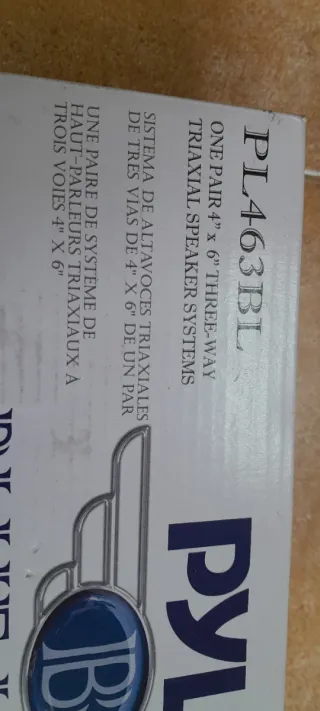 PL463BL
ONE PAIR 4" x 6" THREE-WAY
TRIAXIAL SPEAKER SYSTEMS
SISTEMA DE ALTAVOCES TRIAXIALES
DE TRES VIAS DE 4" X 6" DE UN PAR
UNE PAIRE DE SYSTEME DE
HAUT-PARLEURS TRIAXIAUX A
TROIS VOIES 4" X 6"
PYL
B